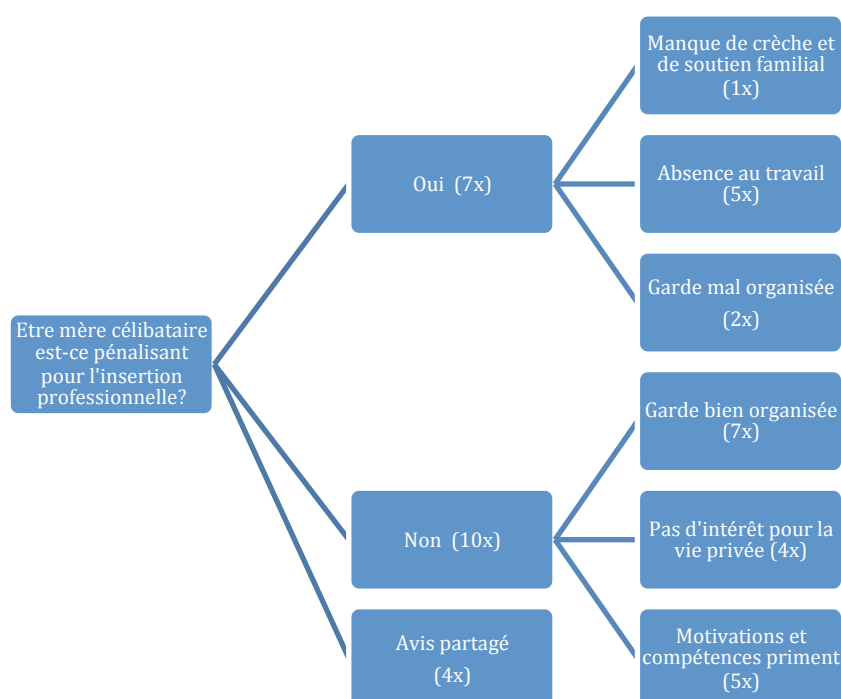 Etre mère célibataire
est-ce pénalisant
pour l'insertion
professionnelle?
Oui (7x)
Manque de crèche et
de soutien familial
(1x)
Absence au travail
(5x)
Garde mal organisée
(2x)
Non (10x)
Garde bien organisée
(7x)
Pas d'intérêt pour la
vie privée (4x)
Motivations et
compétences priment
(5x)
Avis partagé
(4x)